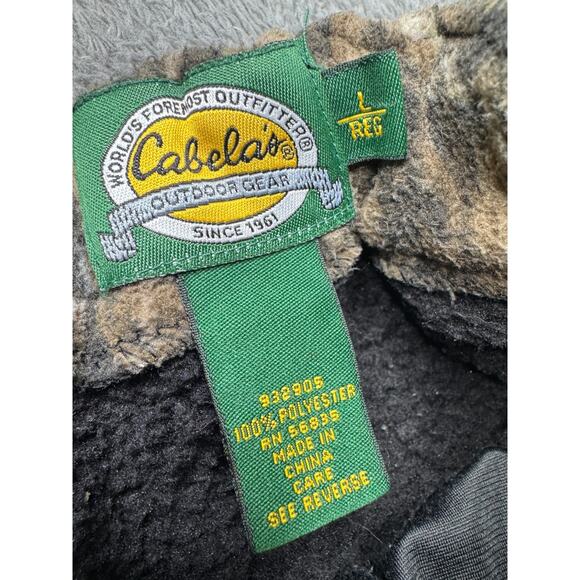 WORLD'S FOREMOST OUTFITTER®
Cabela's®
OUTDOOR GEAR
SINCE 1961
L
REG
932905
100% POLYESTER
RN 56835
MADE IN
CHINA
CARE
SEE REVERSE